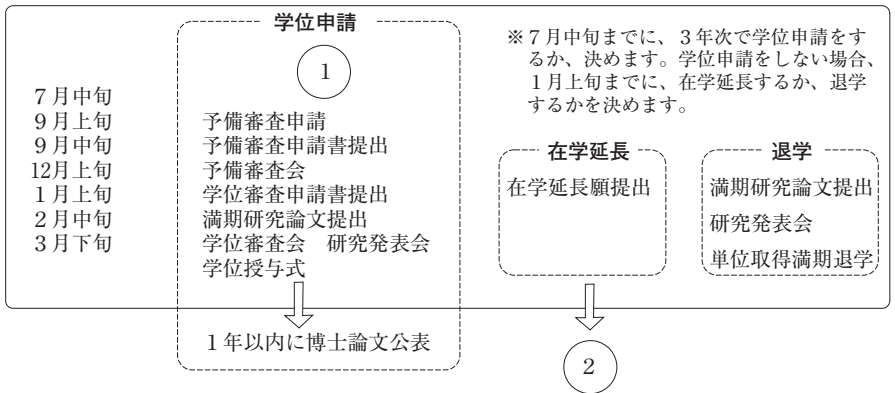 学位申請
1
※７月中旬までに、３年次で学位申請をす
るか、決めます。学位申請をしない場合、
１月上旬までに、在学延長するか、退学
するかを決めます。
７月中旬
９月上旬
９月中旬
12月上旬
１月上旬
２月中旬
３月下旬
予備審査申請
予備審査申請書提出
予備審査会
学位審査申請書提出
満期研究論文提出
学位審査会　研究発表会
学位授与式
在学延長
在学延長願提出
退学
満期研究論文提出
研究発表会
単位取得満期退学
１年以内に博士論文公表
2